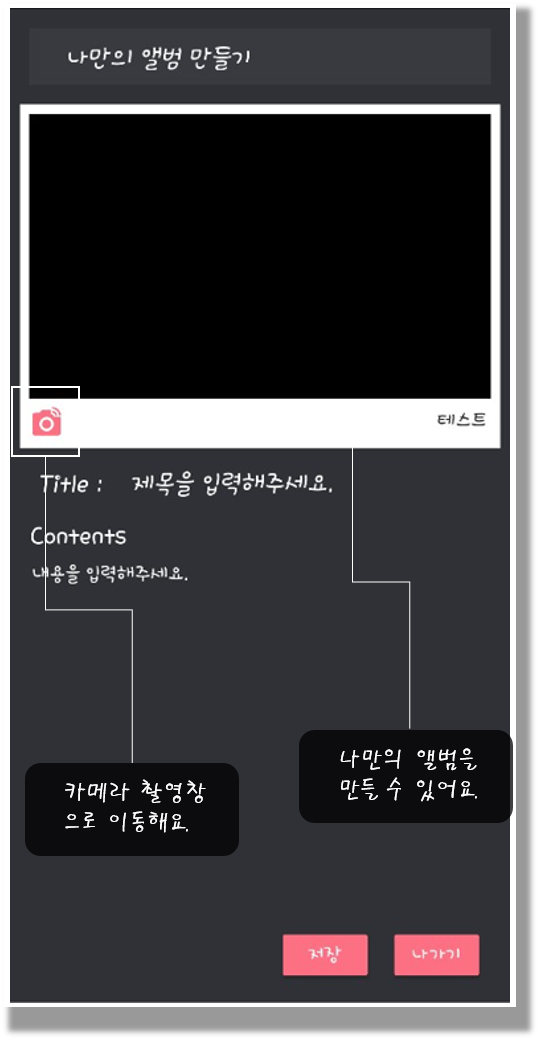 나만의 앨범 만들기
테스트
Title : 제목을 입력해주세요.
Contents
내용을 입력해주세요.
나만의 앨범을
만들 수 있어요.
카메라 촬영창
으로 이동해요.
저장 나가기